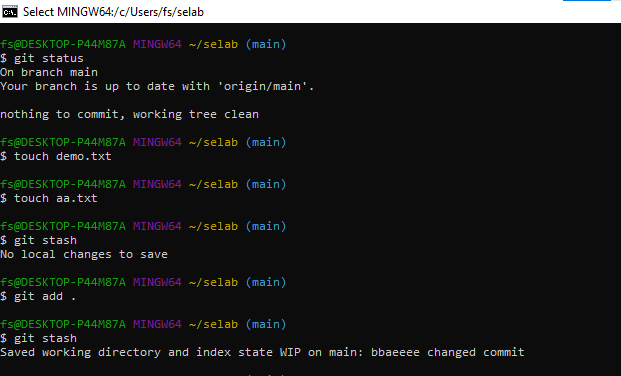 Select MINGW64:/c/Users/fs/selab
fs@DESKTOP-P44M87A MINGW64 ~/selab (main)
$ git status
On branch main
Your branch is up to date with 'origin/main'.
nothing to commit, working tree clean
fs@DESKTOP-P44M87A MINGW64 ~/selab (main)
$ touch demo.txt
fs@DESKTOP-P44M87A MINGW64 ~/selab (main)
$ touch aa.txt
fs@DESKTOP-P44M87A MINGW64 ~/selab (main)
$ git stash
No local changes to save
fs@DESKTOP-P44M87A MINGW64 ~/selab (main)
$ git add .
fs@DESKTOP-P44M87A MINGW64 ~/selab (main)
$ git stash
Saved working directory and index state WIP on main: bbaeeee changed commit